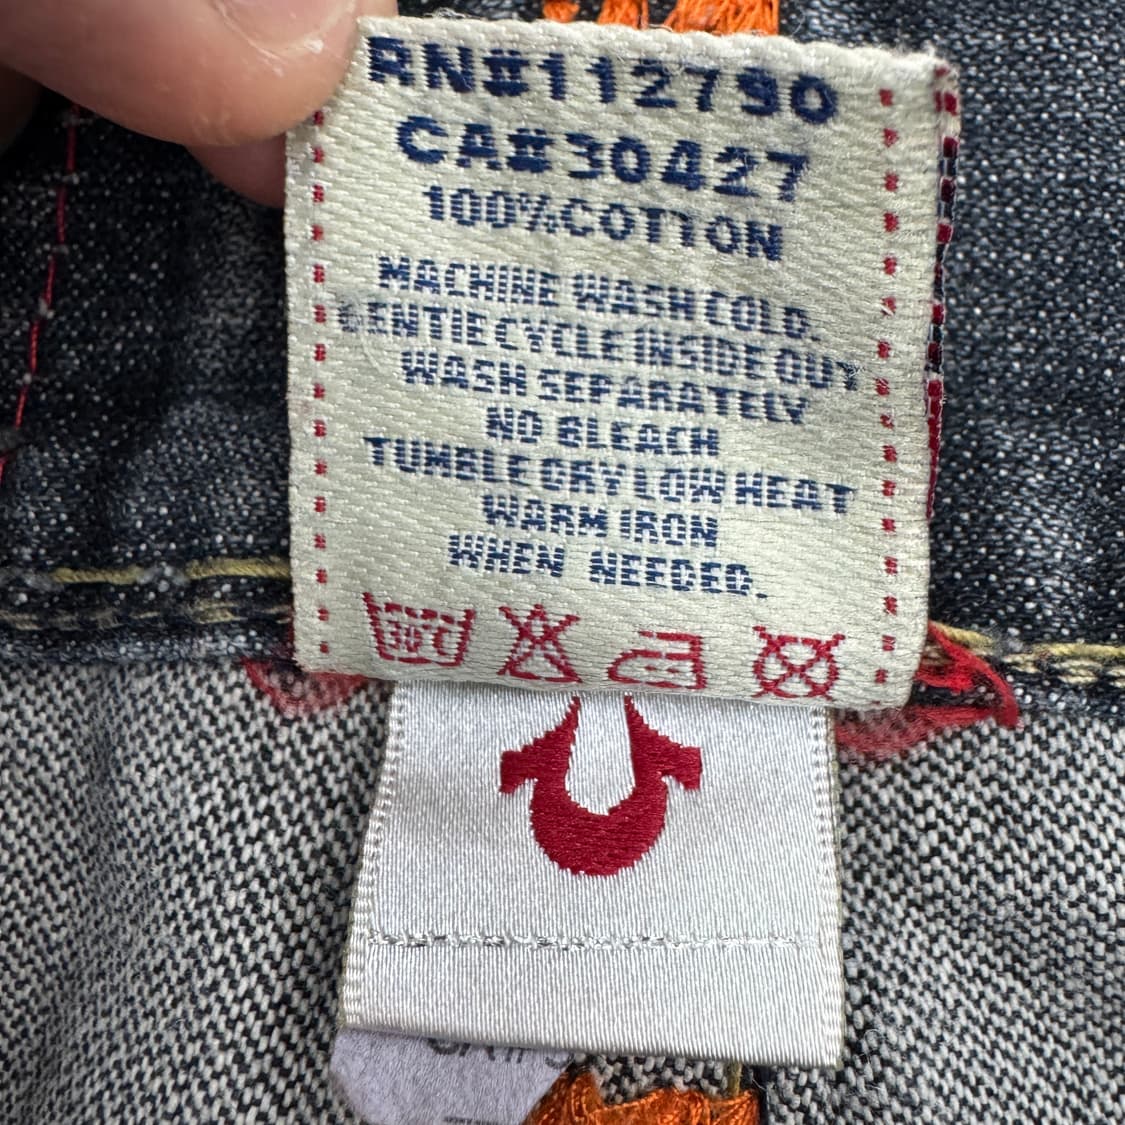 RN#112790
CA#30427
100%COTTON
MACHINE WASH COLD.
GENTIE CYCLE INSIDE OUT
WASH SEPARATELY
NO BLEACH
TUMBLE DRY LOW HEAT
WARM IRON
WHEN NEEDED.
30°C